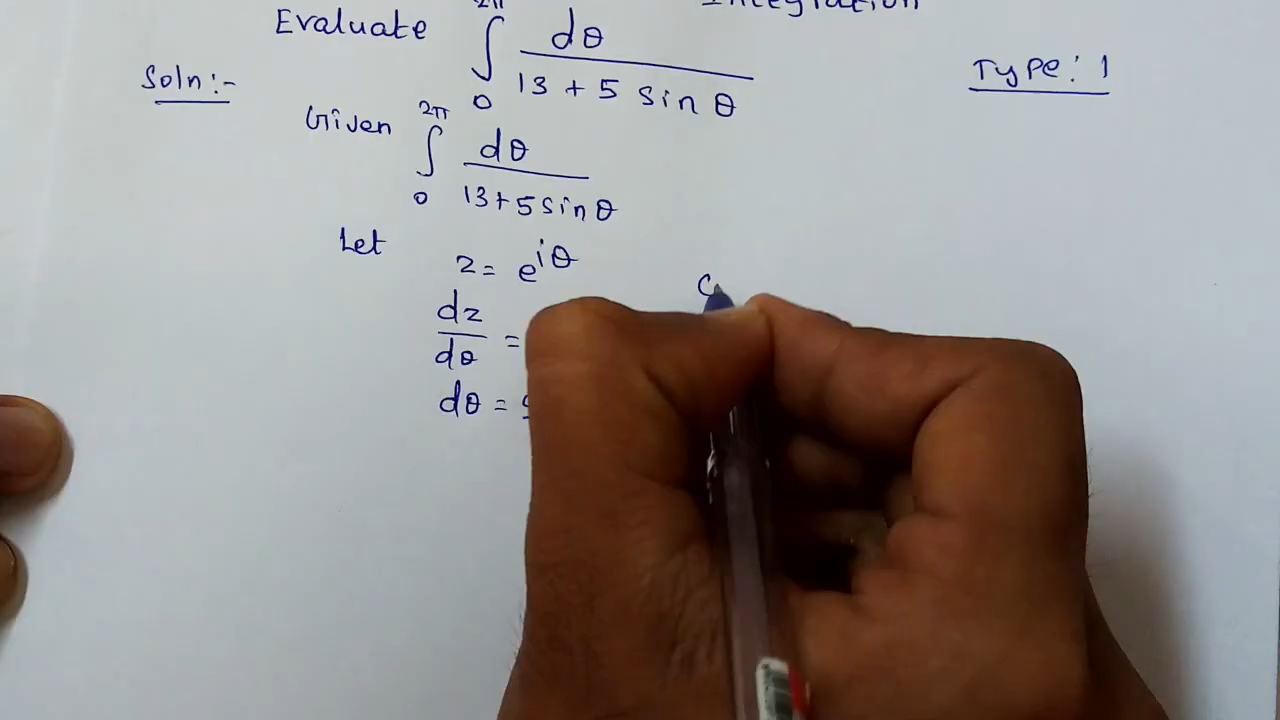 Integration
Evaluate ∫₀^2π dθ / 13 + 5 sin θ
Type: 1
Soln:-
Given ∫₀^2π dθ / 13+5 sin θ
Let
z = e^iθ
dz/dθ =
dθ =